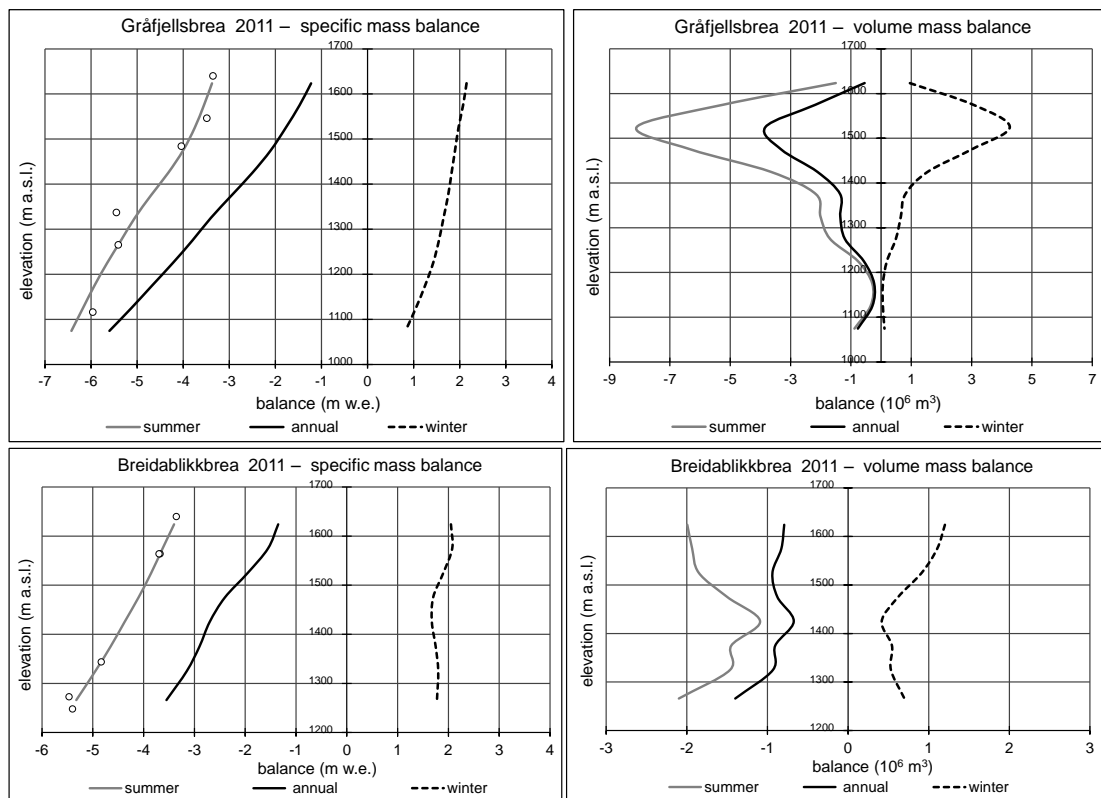 Gråfjellsbrea 2011 – specific mass balance
1700
1600
1500
1400
1300
1200
1100
1000
elevation (m a.s.l.)
-7 -6 -5 -4 -3 -2 -1 0 1 2 3 4
balance (m w.e.)
summer annual winter
Gråfjellsbrea 2011 – volume mass balance
1700
1600
1500
1400
1300
1200
1100
1000
elevation (m a.s.l.)
-9 -7 -5 -3 -1 1 3 5 7
balance (10⁶ m³)
summer annual winter
Breidablikkbrea 2011 – specific mass balance
1700
1600
1500
1400
1300
1200
elevation (m a.s.l.)
-6 -5 -4 -3 -2 -1 0 1 2 3 4
balance (m w.e.)
summer annual winter
Breidablikkbrea 2011 – volume mass balance
1700
1600
1500
1400
1300
1200
elevation (m a.s.l.)
-3 -2 -1 0 1 2 3
balance (10⁶ m³)
summer annual winter